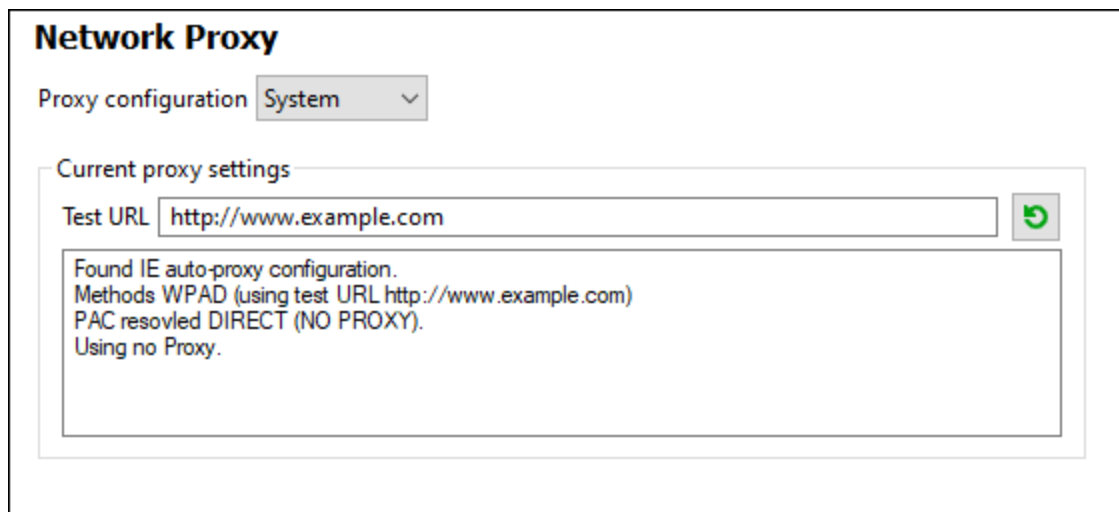 Network Proxy
Proxy configuration System
Current proxy settings
Test URL http://www.example.com
Found IE auto-proxy configuration.
Methods WPAD (using test URL http://www.example.com)
PAC resovled DIRECT (NO PROXY).
Using no Proxy.